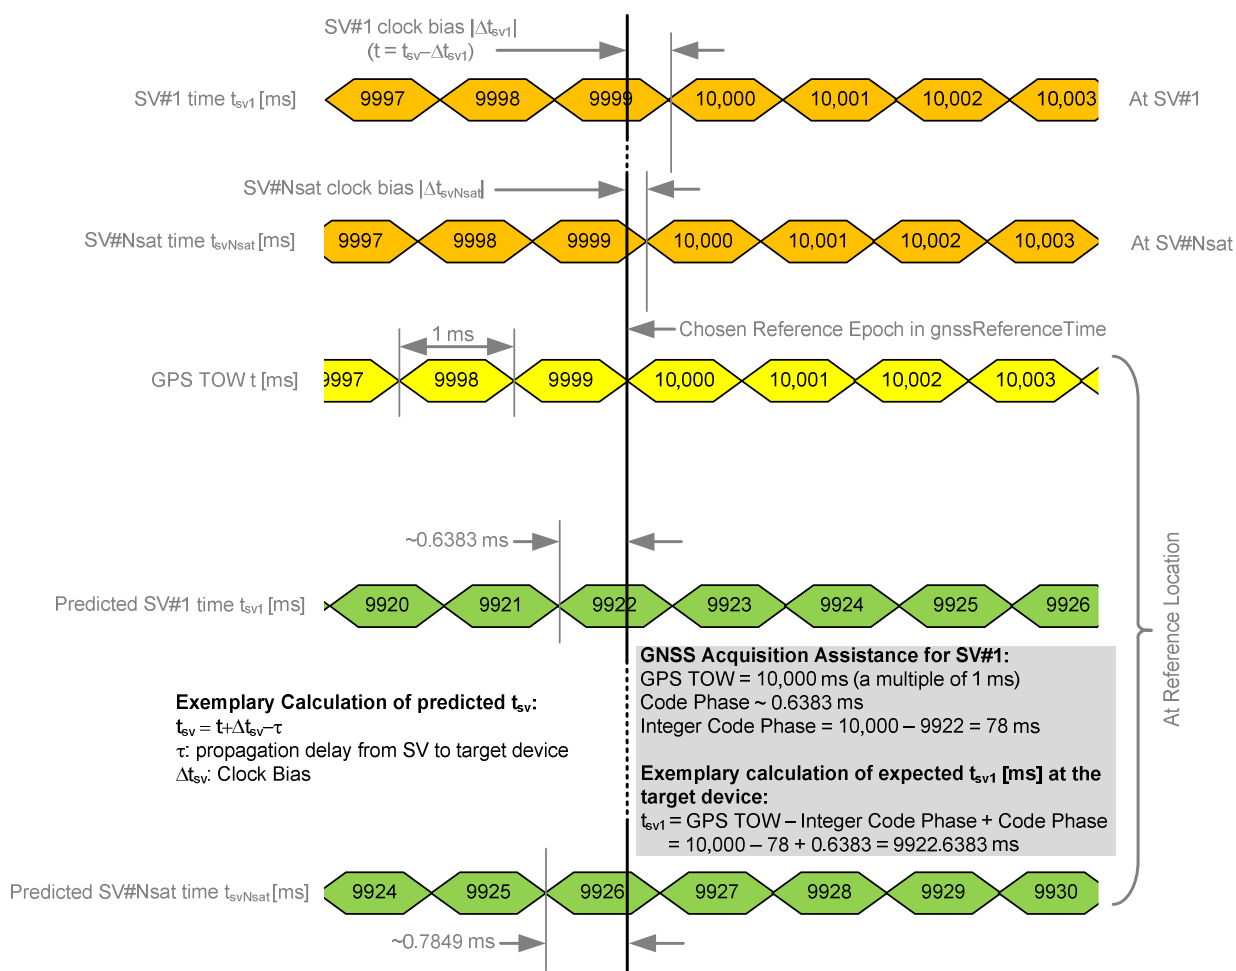 SV#1 clock bias |Δtsv1|
(t = tsv–Δtsv1)
SV#1 time tsv1 [ms]
9997 9998 9999 10,000 10,001 10,002 10,003
At SV#1
SV#Nsat clock bias |ΔtsvNsat|
SV#Nsat time tsvNsat [ms]
9997 9998 9999 10,000 10,001 10,002 10,003
At SV#Nsat
Chosen Reference Epoch in gnssReferenceTime
1 ms
GPS TOW t [ms]
9997 9998 9999 10,000 10,001 10,002 10,003
~0.6383 ms
Predicted SV#1 time tsv1 [ms]
9920 9921 9922 9923 9924 9925 9926
At Reference Location
Exemplary Calculation of predicted tsv:
tsv = t+Δtsv–τ
τ: propagation delay from SV to target device
Δtsv: Clock Bias
GNSS Acquisition Assistance for SV#1:
GPS TOW = 10,000 ms (a multiple of 1 ms)
Code Phase ~ 0.6383 ms
Integer Code Phase = 10,000 – 9922 = 78 ms
Exemplary calculation of expected tsv1 [ms] at the
target device:
tsv1 = GPS TOW – Integer Code Phase + Code Phase
= 10,000 – 78 + 0.6383 = 9922.6383 ms
Predicted SV#Nsat time tsvNsat [ms]
9924 9925 9926 9927 9928 9929 9930
~0.7849 ms